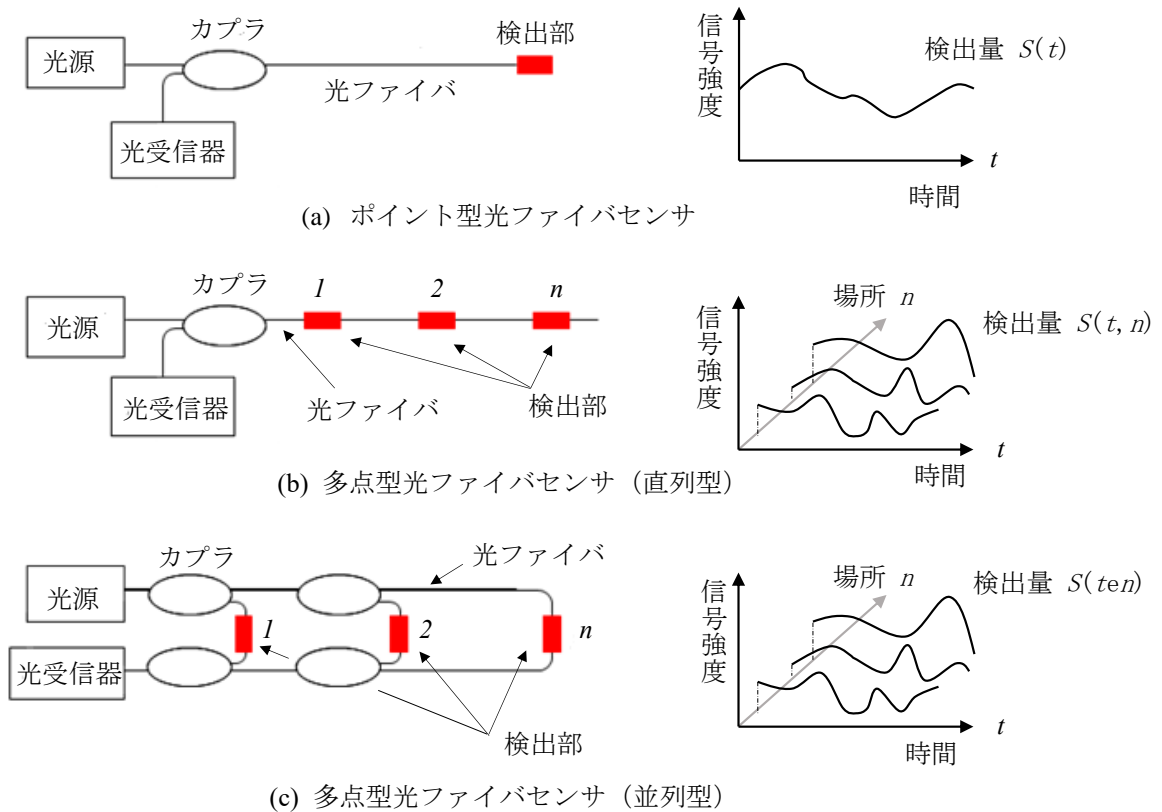 カプラ
検出部
光源
光ファイバ
光受信器
信号強度
検出量 S(t)
t
時間
(a) ポイント型光ファイバセンサ
カプラ
1
2
n
光源
光受信器
光ファイバ
検出部
信号強度
場所 n
検出量 S(t, n)
t
時間
(b) 多点型光ファイバセンサ(直列型)
カプラ
光ファイバ
光源
1
2
n
光受信器
検出部
信号強度
場所 n
検出量 S(ten)
t
時間
(c) 多点型光ファイバセンサ(並列型)